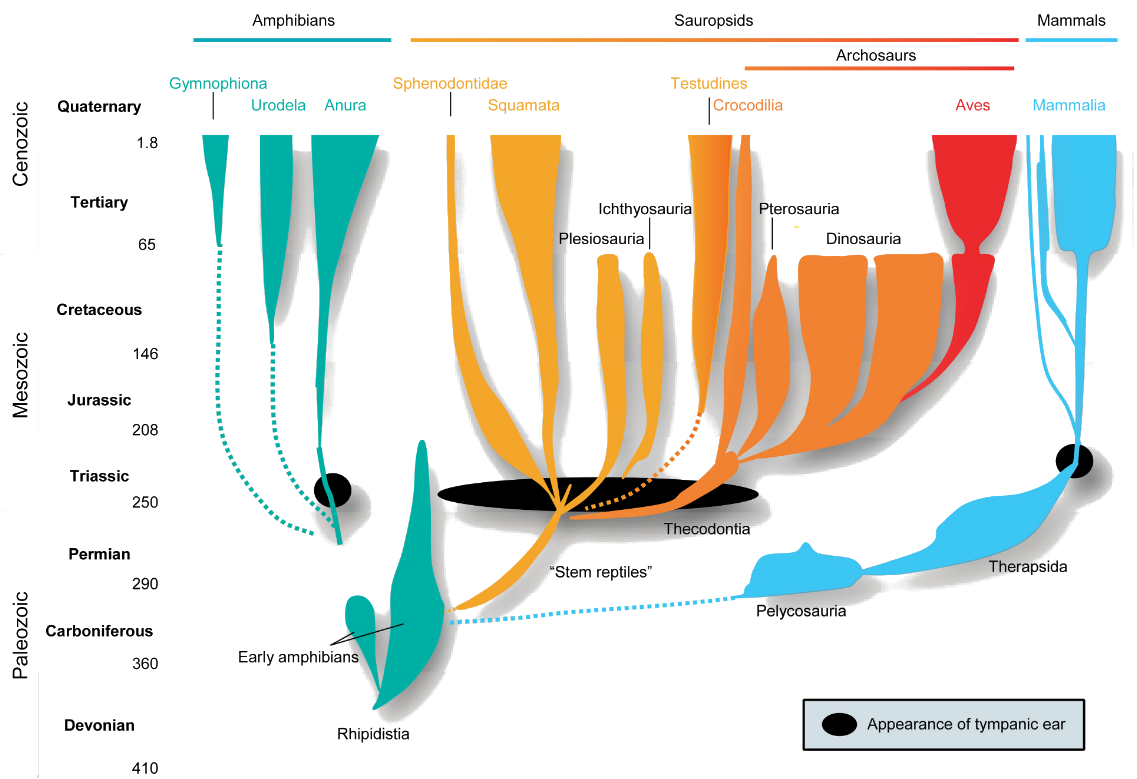 Amphibians
Sauropsids
Mammals
Archosaurs
Gymnophiona
Sphenodontidae
Testudines
Quaternary
Urodela
Anura
Squamata
Crocodilia
Aves
Mammalia
Cenozoic
1.8
Tertiary
Ichthyosauria
Pterosauria
Plesiosauria
Dinosauria
65
Cretaceous
Mesozoic
146
Jurassic
208
Triassic
250
Thecodontia
Permian
Therapsida
"Stem reptiles"
290
Pelycosauria
Paleozoic
Carboniferous
Early amphibians
360
Devonian
Rhipidistia
Appearance of tympanic ear
410